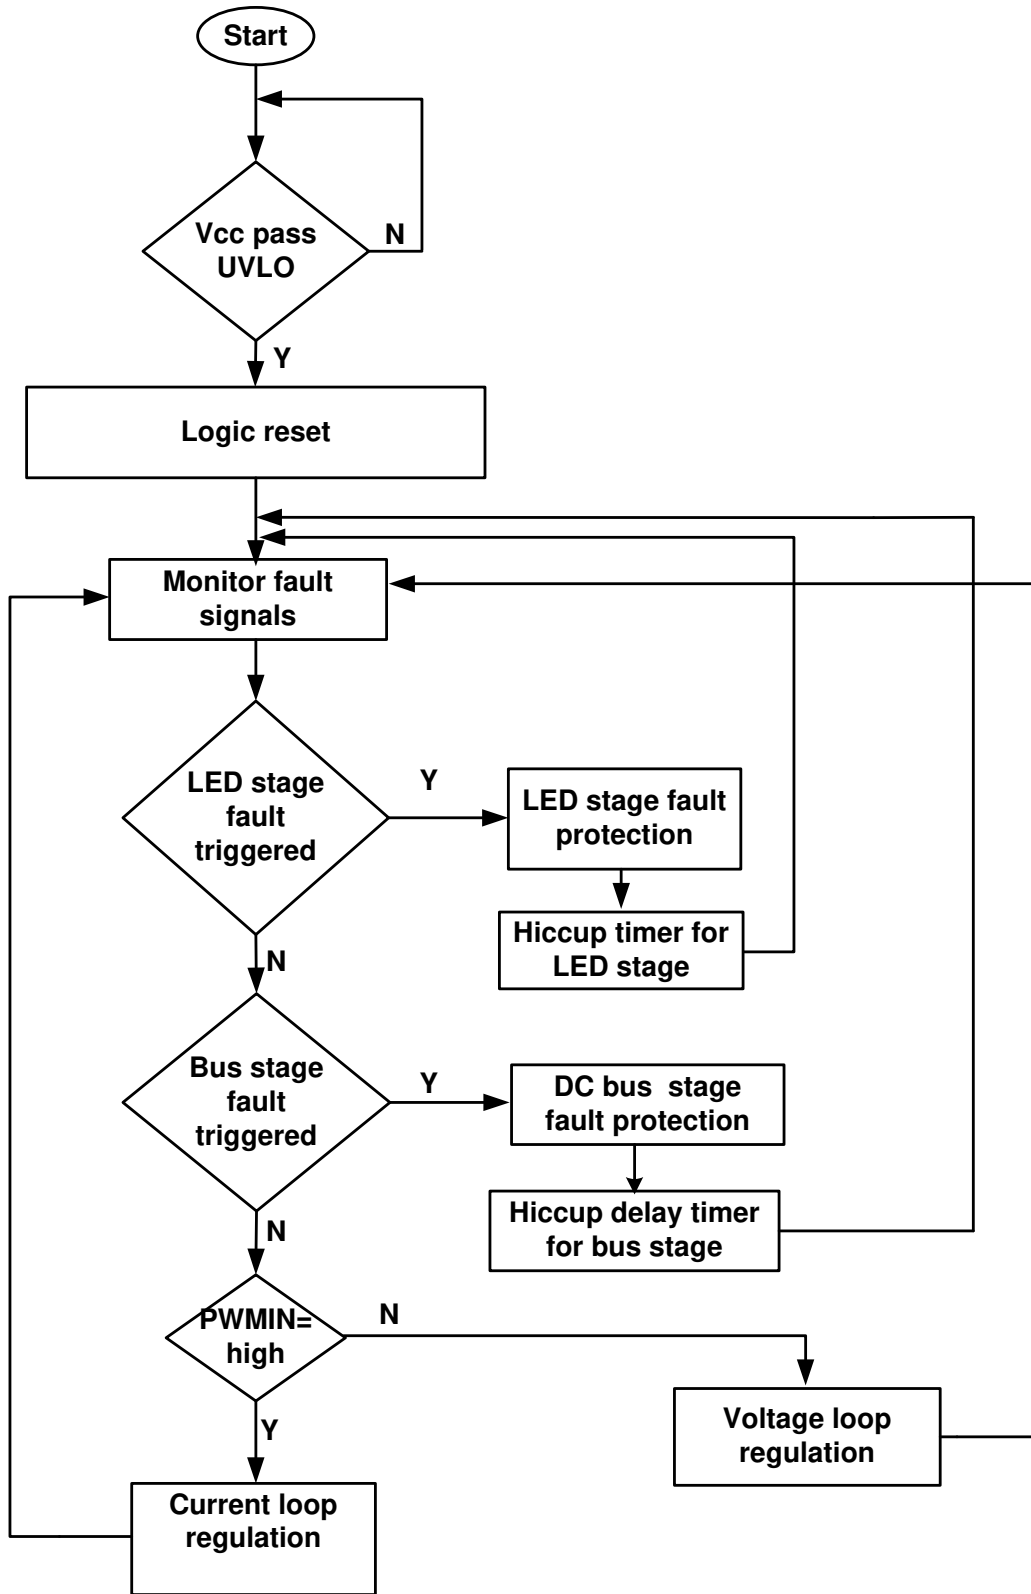 Start
Vcc pass
UVLO
N
Y
Logic reset
Monitor fault
signals
LED stage
fault
triggered
Y
LED stage fault
protection
Hiccup timer for
LED stage
N
Bus stage
fault
triggered
Y
DC bus stage
fault protection
Hiccup delay timer
for bus stage
N
PWMIN=
high
N
Y
Voltage loop
regulation
Current loop
regulation